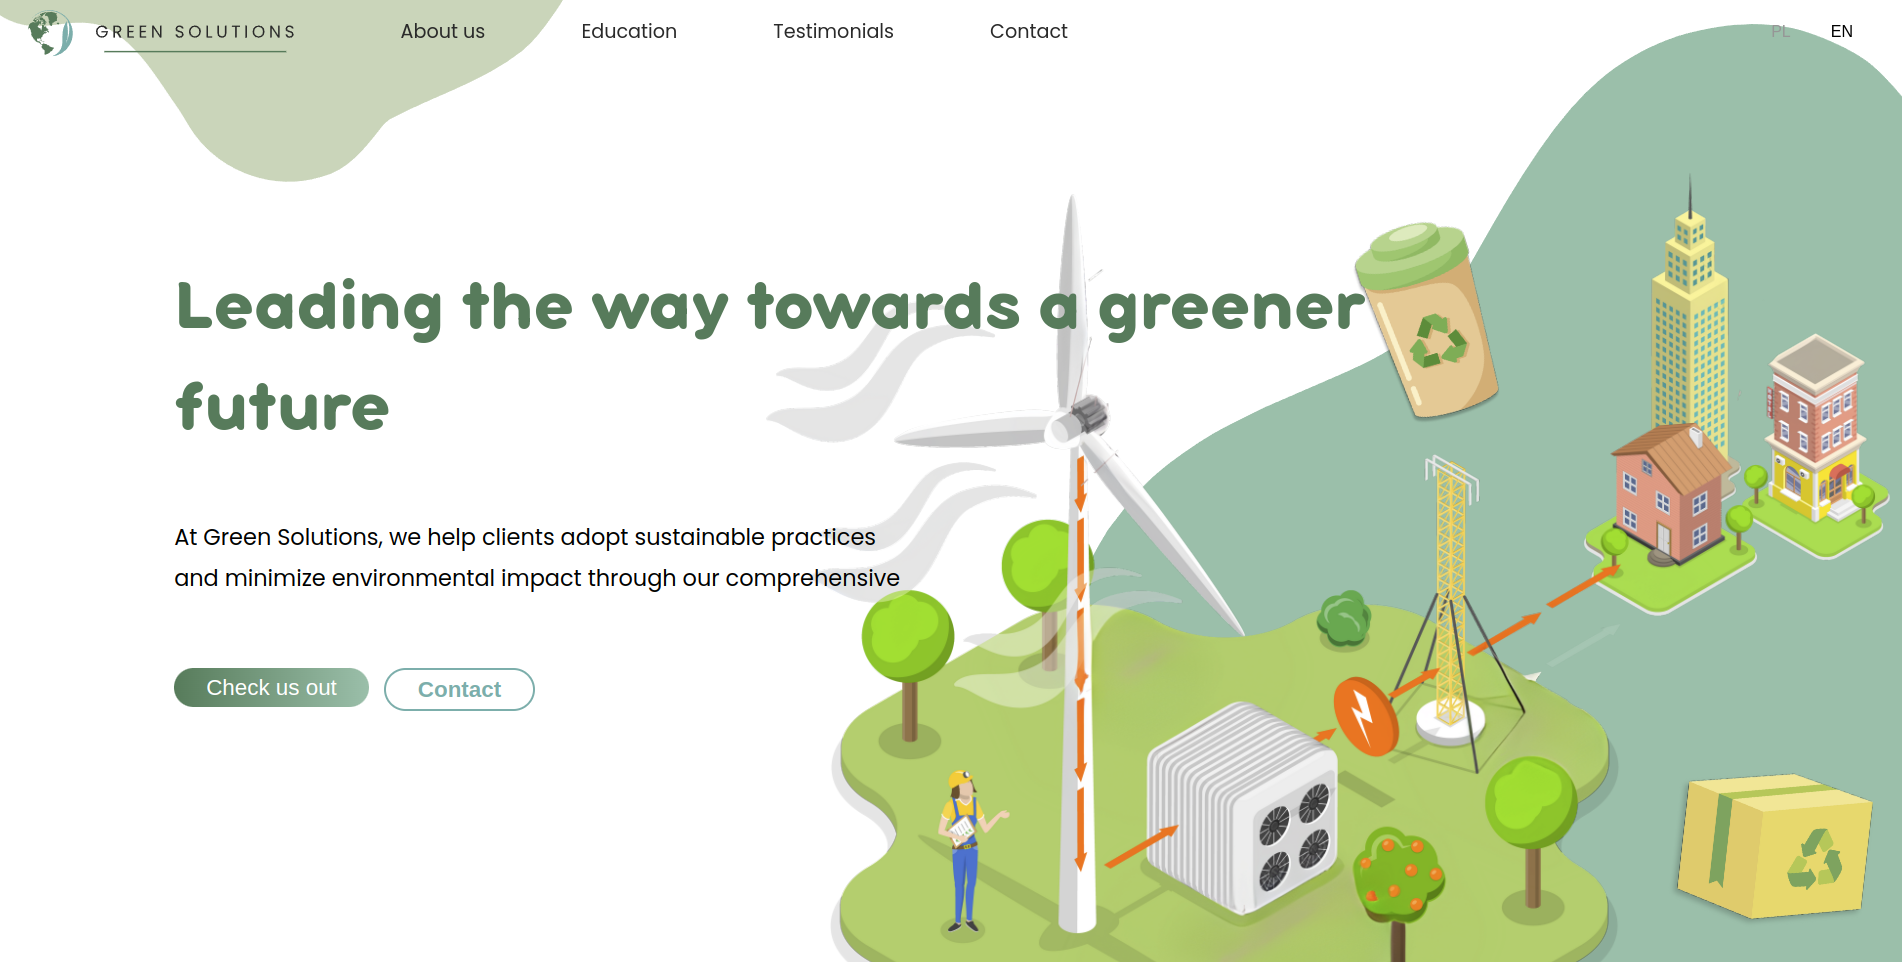 GREEN SOLUTIONS
About us
Education
Testimonials
Contact
PL
EN
Leading the way towards a greener
future
At Green Solutions, we help clients adopt sustainable practices
and minimize environmental impact through our comprehensive
Check us out
Contact